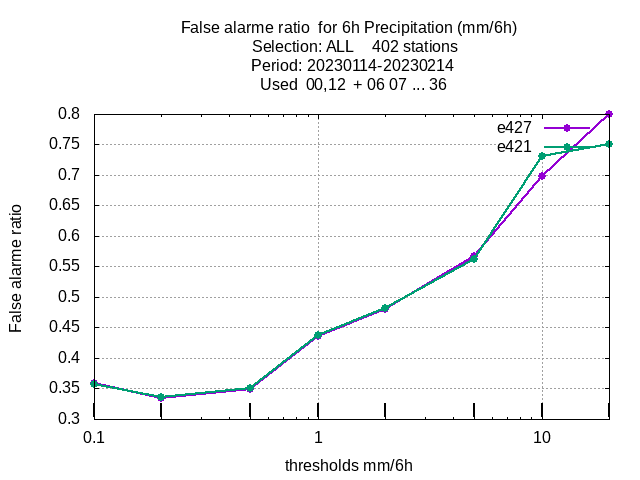 False alarme ratio  for 6h Precipitation (mm/6h)
Selection: ALL    402 stations
Period: 20230114-20230214
Used  00,12  + 06 07 ... 36
e427
e421
0.8
0.75
0.7
0.65
0.6
0.55
0.5
0.45
0.4
0.35
0.3
False alarme ratio
0.1
1
10
thresholds mm/6h